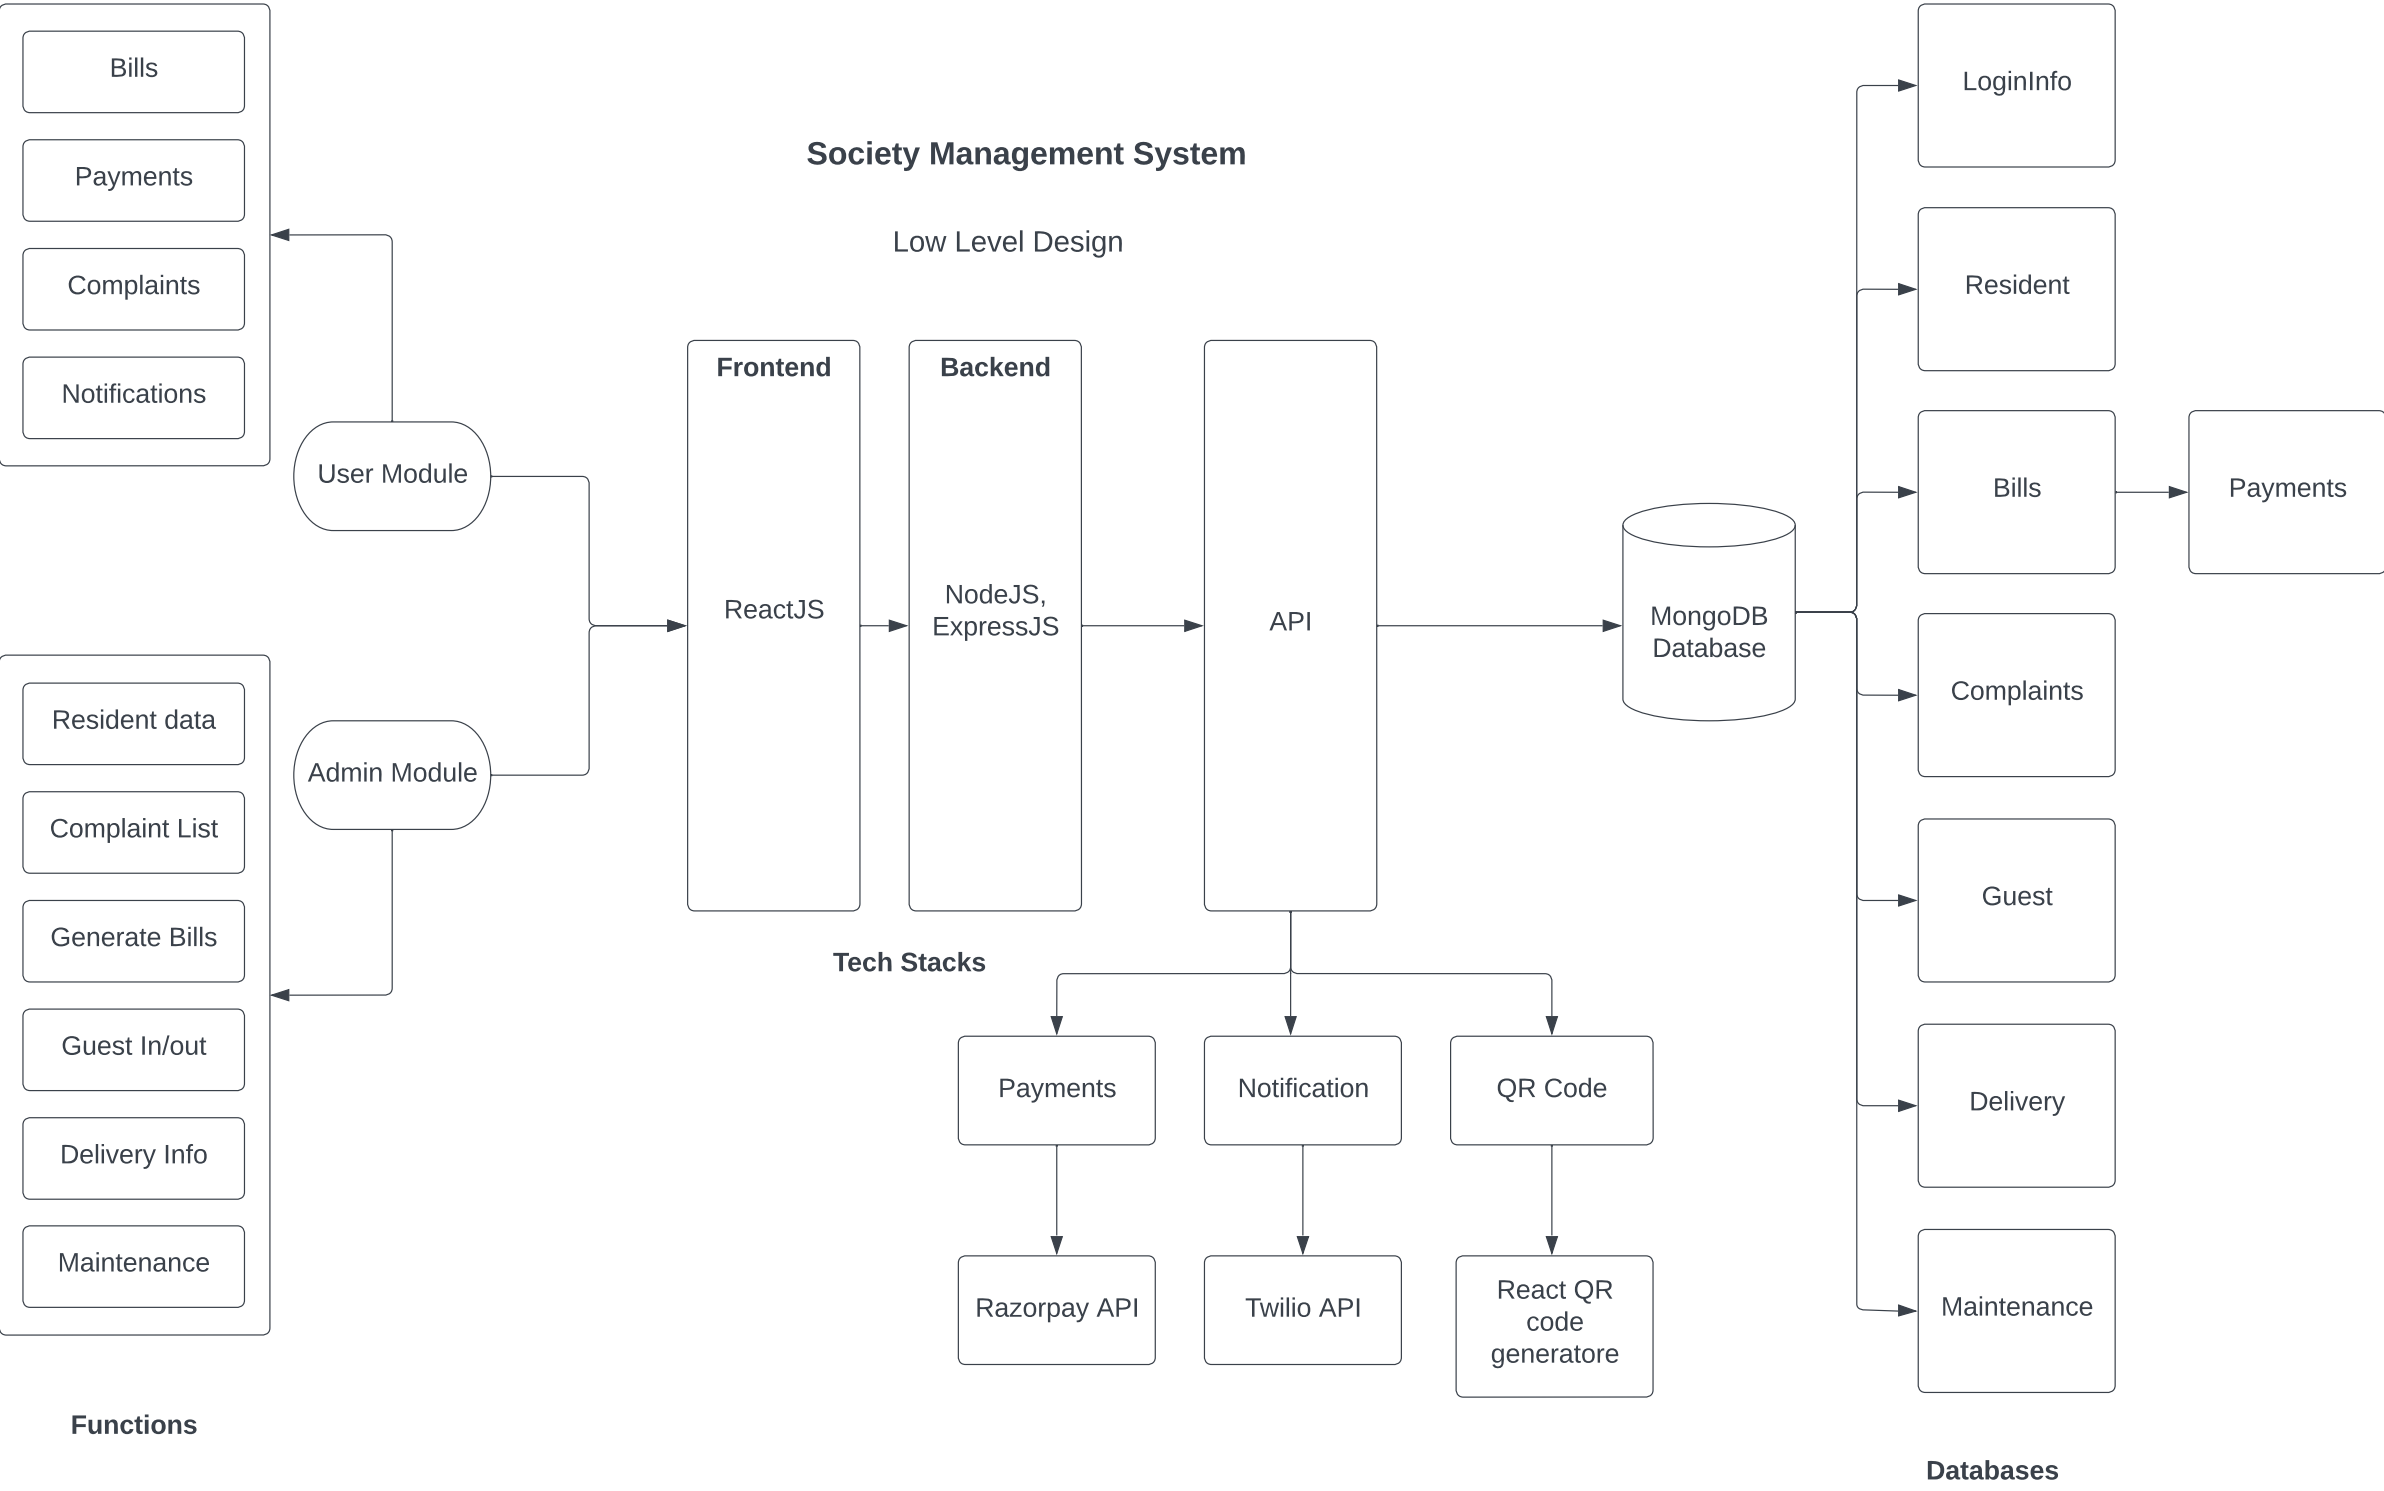 Society Management System
Low Level Design
Bills
Payments
Complaints
Notifications
User Module
Resident data
Complaint List
Generate Bills
Guest In/out
Delivery Info
Maintenance
Admin Module
Functions
Frontend
ReactJS
Backend
NodeJS,
ExpressJS
Tech Stacks
API
Payments
Notification
QR Code
Razorpay API
Twilio API
React QR
code
generatore
MongoDB
Database
LoginInfo
Resident
Bills
Payments
Complaints
Guest
Delivery
Maintenance
Databases